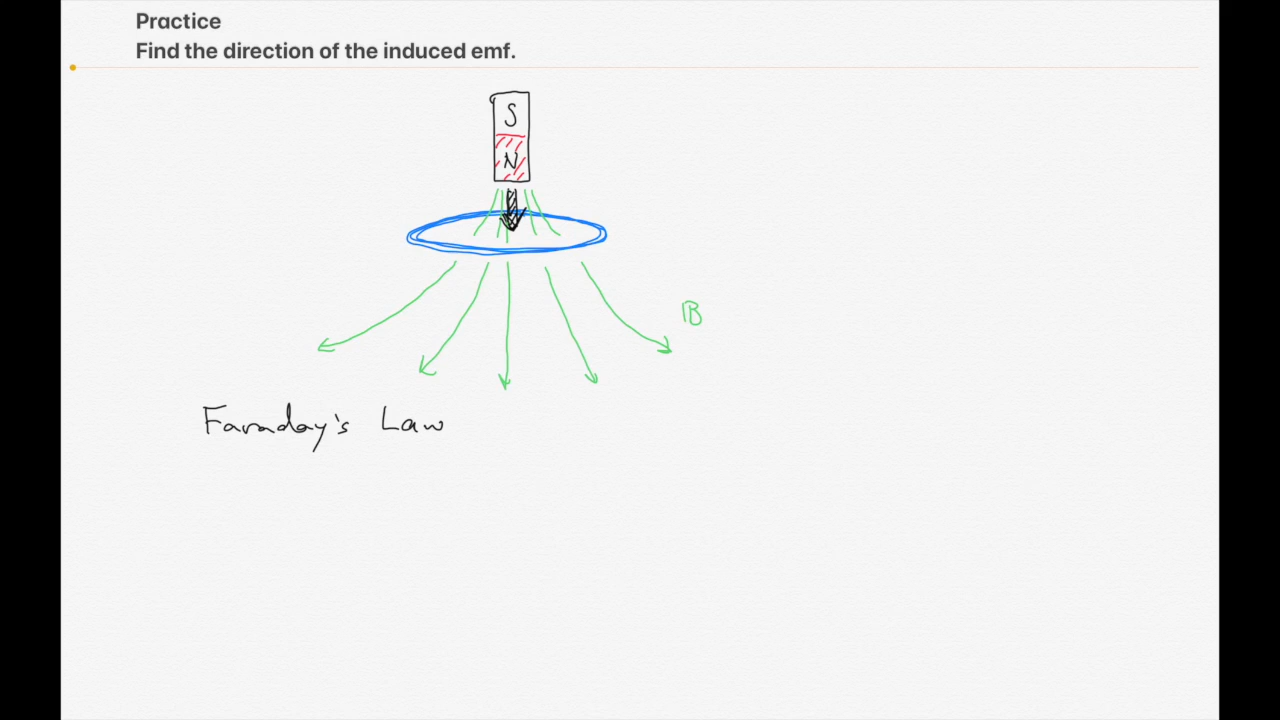 Practice
Find the direction of the induced emf.
S
N
B
Faraday's Law